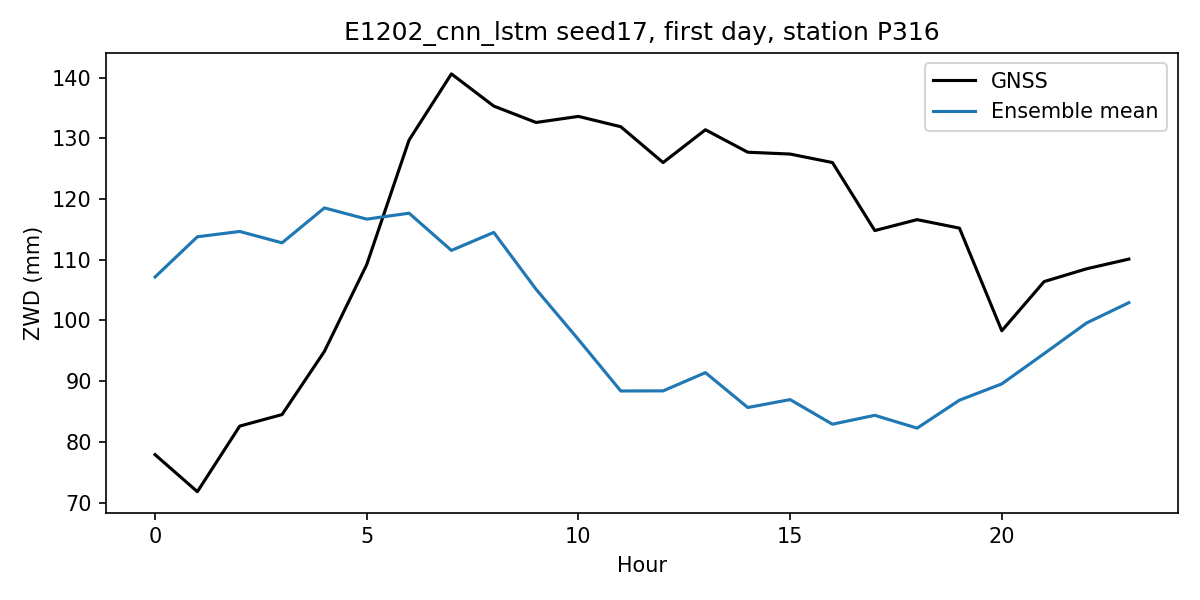 E1202_cnn_lstm seed17, first day, station P316
GNSS
Ensemble mean
ZWD (mm)
140
130
120
110
100
90
80
70
0 5 10 15 20
Hour